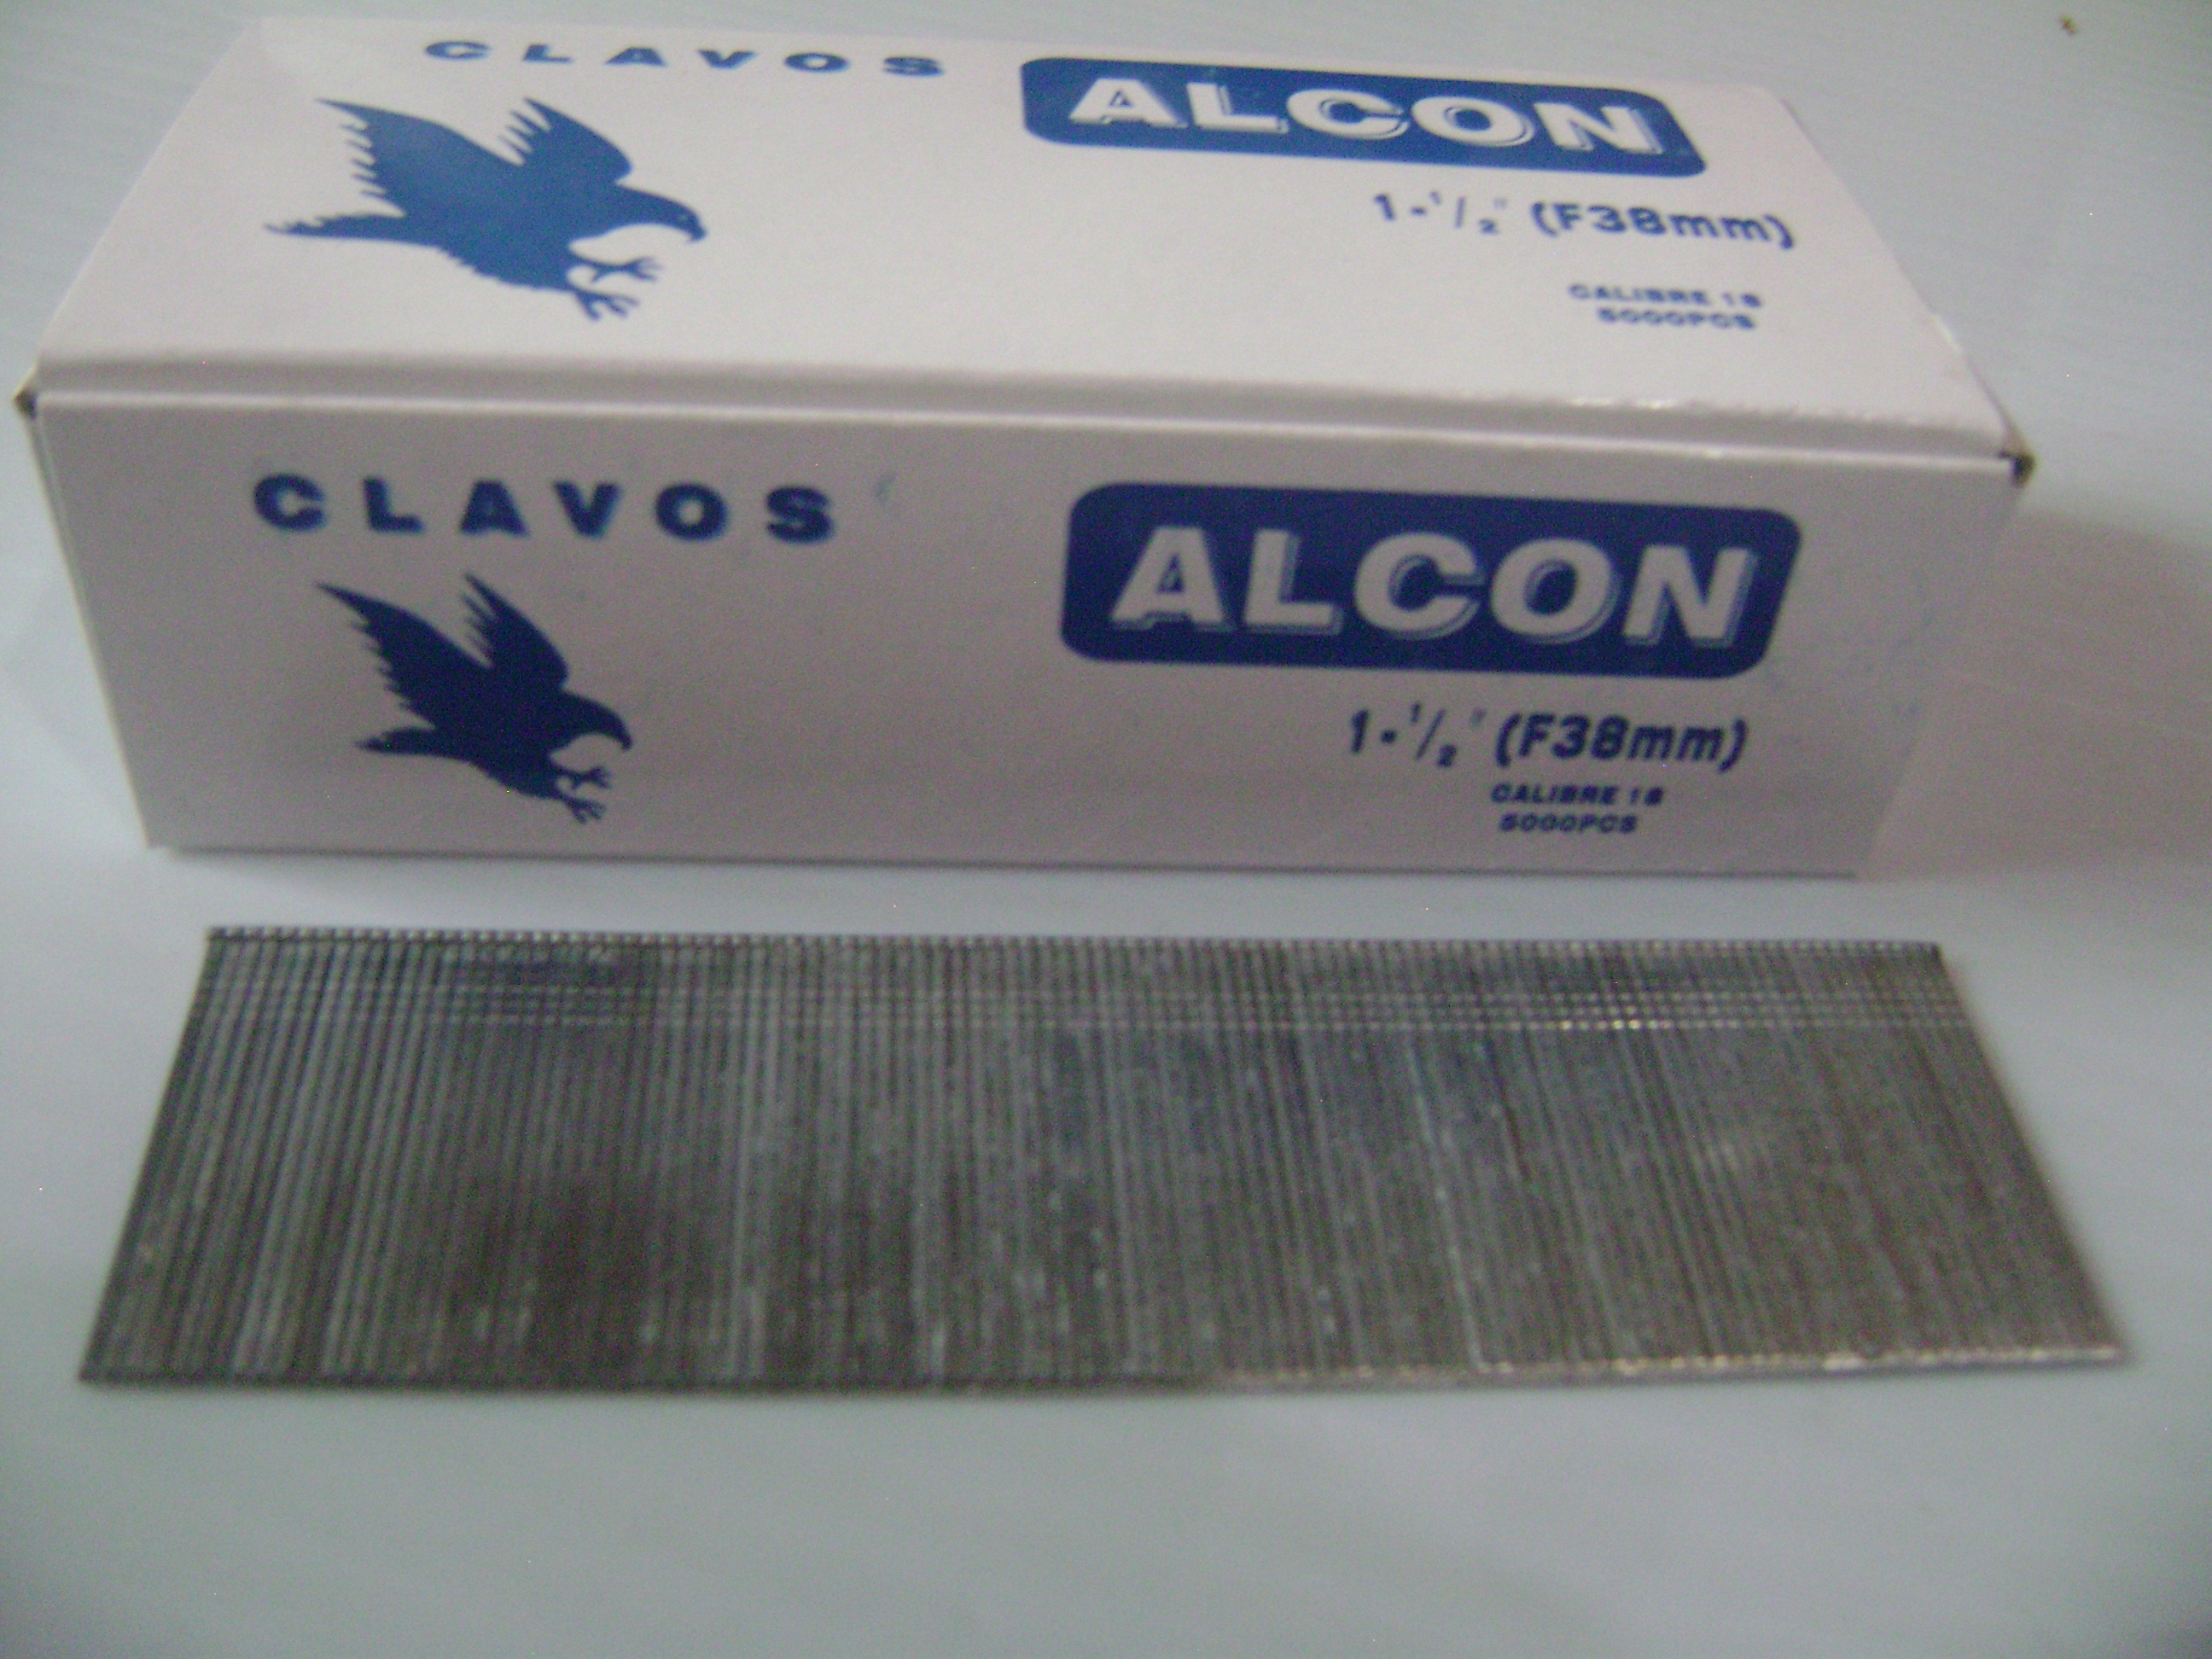 CLAVOS
ALCON
1-1/2" (F38mm)
CALIBRE 18
5000PCS
CLAVOS
ALCON
1-1/2" (F38mm)
CALIBRE 18
5000PCS